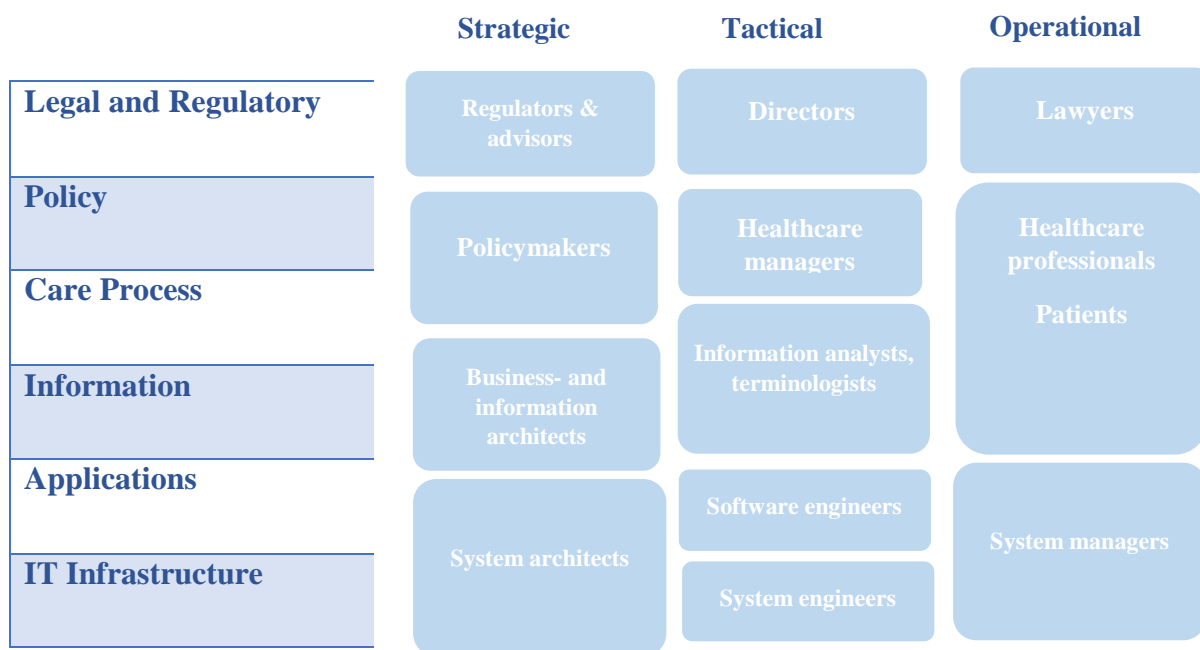 Strategic
Tactical
Operational
Legal and Regulatory
Regulators &
advisors
Directors
Lawyers
Policy
Policymakers
Healthcare
managers
Healthcare
professionals
Patients
Care Process
Information analysts,
terminologists
Information
Business- and
information
architects
Applications
Software engineers
System architects
System managers
IT Infrastructure
System engineers